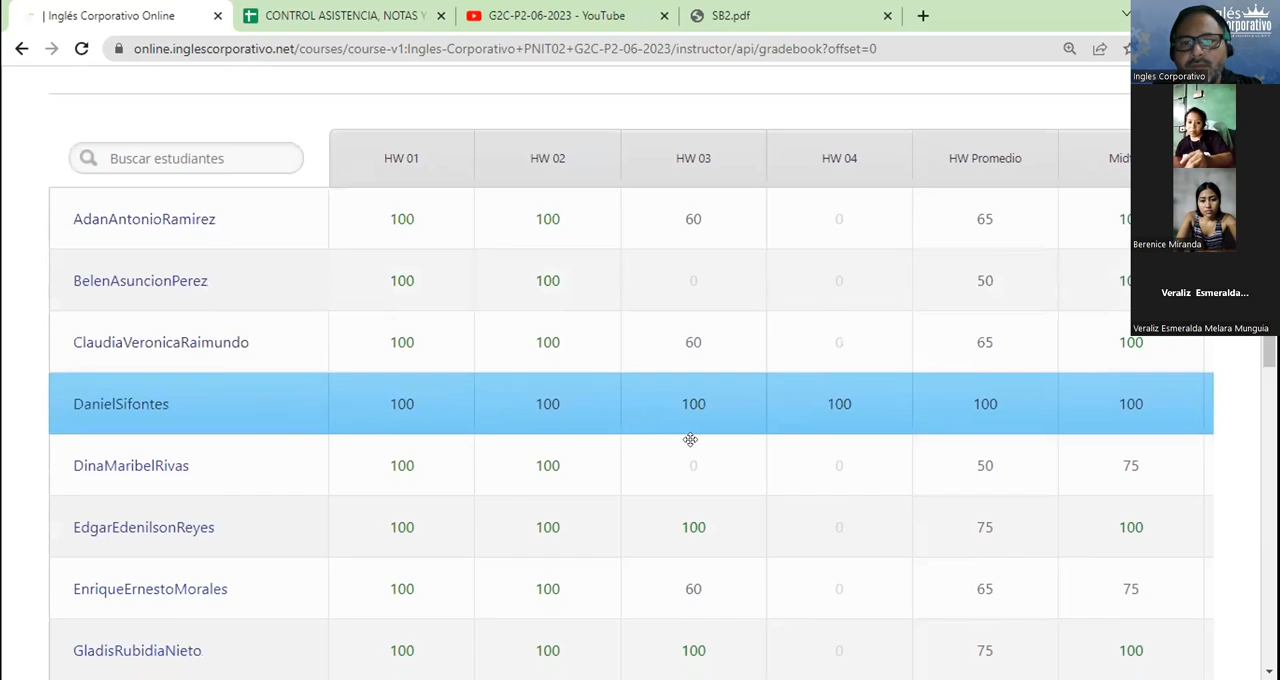 | Inglés Corporativo Online
CONTROL ASISTENCIA, NOTAS Y
G2C-P2-06-2023 - YouTube
SB2.pdf
online.inglescorporativo.net/courses/course-v1:Ingles-Corporativo+PNIT02+G2C-P2-06-2023/instructor/api/gradebook?offset=0
Ingles Corporativo
Berenice Miranda
Veraliz Esmeralda...
Veraliz Esmeralda Melara Munguia
Buscar estudiantes HW 01 HW 02 HW 03 HW 04 HW Promedio
AdanAntonioRamirez 100 100 60 0 65
BelenAsuncionPerez 100 100 0 0 50
ClaudiaVeronicaRaimundo 100 100 60 0 65 100
DanielSifontes 100 100 100 100 100 100
DinaMaribelRivas 100 100 0 0 50 75
EdgarEdenilsonReyes 100 100 100 0 75 100
EnriqueErnestoMorales 100 100 60 0 65 75
GladisRubidiaNieto 100 100 100 0 75 100